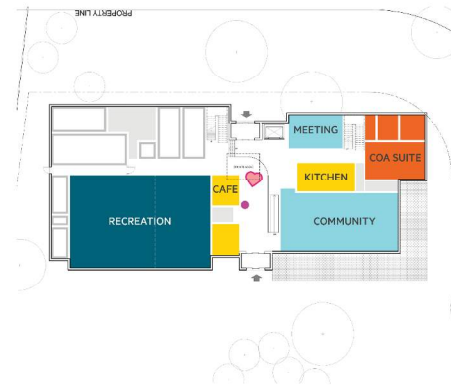 PROPERTY LINE
MEETING
COA SUITE
KITCHEN
CAFE
RECREATION
COMMUNITY